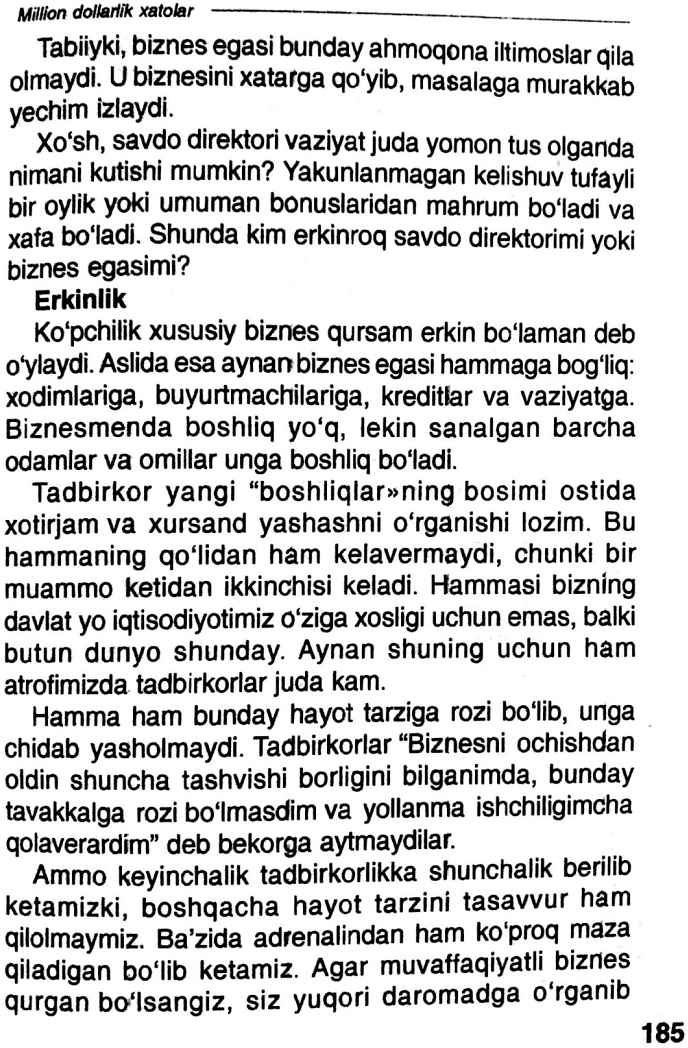 Million dollarlik xatolar
Tabiiyki, biznes egasi bunday ahmoqona iltimoslar qila
olmaydi. U biznesini xatarga qo‘yib, masalaga murakkab
yechim izlaydi.
Xo‘sh, savdo direktori vaziyat juda yomon tus olganda
nimani kutishi mumkin? Yakunlanmagan kelishuv tufayli
bir oylik yoki umuman bonuslaridan mahrum bo‘ladi va
xafa bo‘ladi. Shunda kim erkinroq savdo direktorimi yoki
biznes egasimi?
Erkinlik
Ko‘pchilik xususiy biznes qursam erkin bo‘laman deb
o‘ylaydi. Aslida esa aynan biznes egasi hammaga bog‘liq:
xodimlariga, buyurtmachilariga, kreditlar va vaziyatga.
Biznesmenda boshliq yo‘q, lekin sanalgan barcha
odamlar va omillar unga boshliq bo‘ladi.
Tadbirkor yangi “boshliqlar»ning bosimi ostida
xotirjam va xursand yashashni o‘rganishi lozim. Bu
hammaning qo‘lidan ham kelavermaydi, chunki bir
muammo ketidan ikkinchisi keladi. Hammasi bizning
davlat yo iqtisodiyotimiz o‘ziga xosligi uchun emas, balki
butun dunyo shunday. Aynan shuning uchun ham
atrofimizda tadbirkorlar juda kam.
Hamma ham bunday hayot tarziga rozi bo‘lib, unga
chidab yasholmaydi. Tadbirkorlar “Biznesni ochishdan
oldin shuncha tashvishi borligini bilganimda, bunday
tavakkalga rozi bo‘lmasdim va yollanma ishchiligimcha
qolaverardim” deb bekorga aytmaydilar.
Ammo keyinchalik tadbirkorlikka shunchalik berilib
ketamizki, boshqacha hayot tarzini tasavvur ham
qilolmaymiz. Ba’zida adrenalindan ham ko‘proq maza
qiladigan bo‘lib ketamiz. Agar muvaffaqiyatli biznes
qurgan bo‘lsangiz, siz yuqori daromadga o‘rganib
185